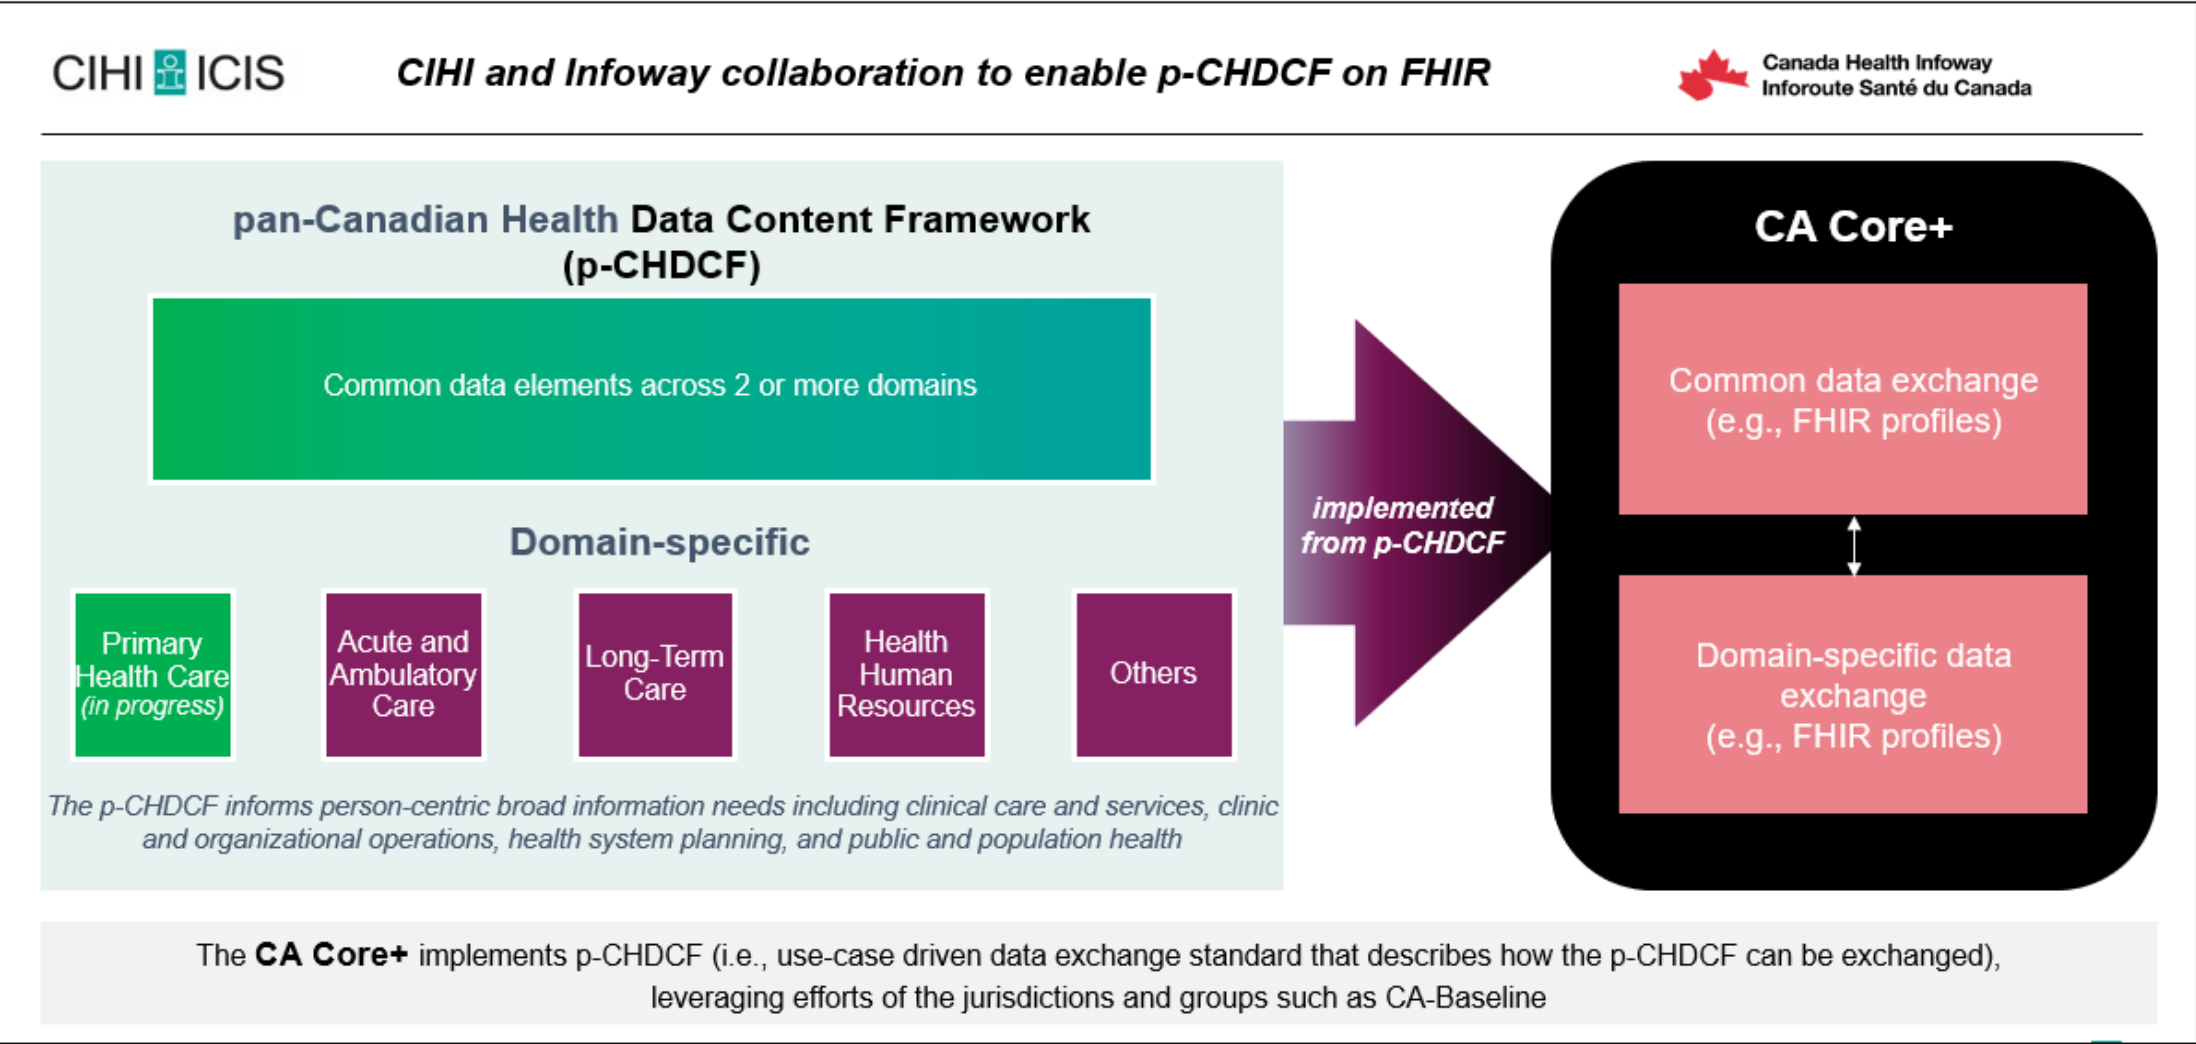 CIHI ICIS
CIHI and Infoway collaboration to enable p-CHDCF on FHIR
Canada Health Infoway
Inforoute Santé du Canada
pan-Canadian Health Data Content Framework
(p-CHDCF)
Common data elements across 2 or more domains
Domain-specific
Primary
Health Care
(in progress)
Acute and
Ambulatory
Care
Long-Term
Care
Health
Human
Resources
Others
The p-CHDCF informs person-centric broad information needs including clinical care and services, clinic
and organizational operations, health system planning, and public and population health
implemented
from p-CHDCF
CA Core+
Common data exchange
(e.g., FHIR profiles)
Domain-specific data
exchange
(e.g., FHIR profiles)
The CA Core+ implements p-CHDCF (i.e., use-case driven data exchange standard that describes how the p-CHDCF can be exchanged),
leveraging efforts of the jurisdictions and groups such as CA-Baseline